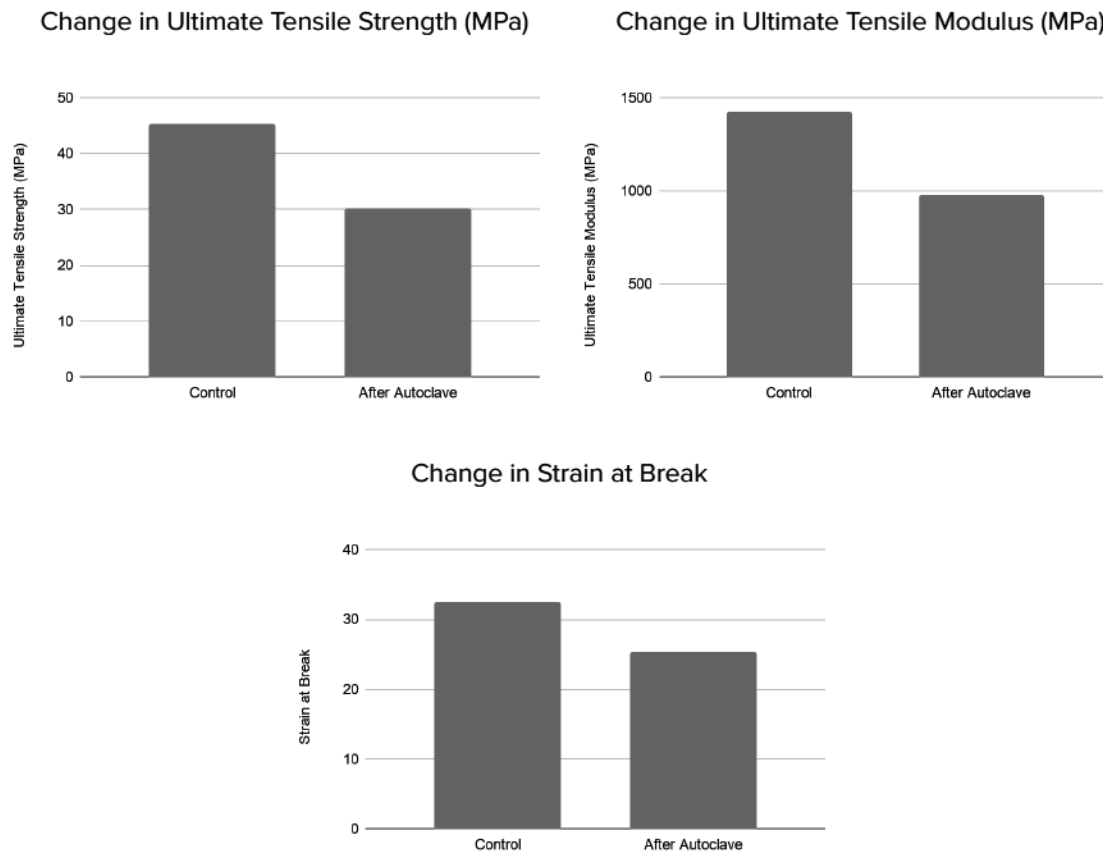 Change in Ultimate Tensile Strength (MPa)
Ultimate Tensile Strength (MPa)
50
40
30
20
10
0
Control
After Autoclave
Change in Ultimate Tensile Modulus (MPa)
Ultimate Tensile Modulus (MPa)
1500
1000
500
0
Control
After Autoclave
Change in Strain at Break
Strain at Break
40
30
20
10
0
Control
After Autoclave